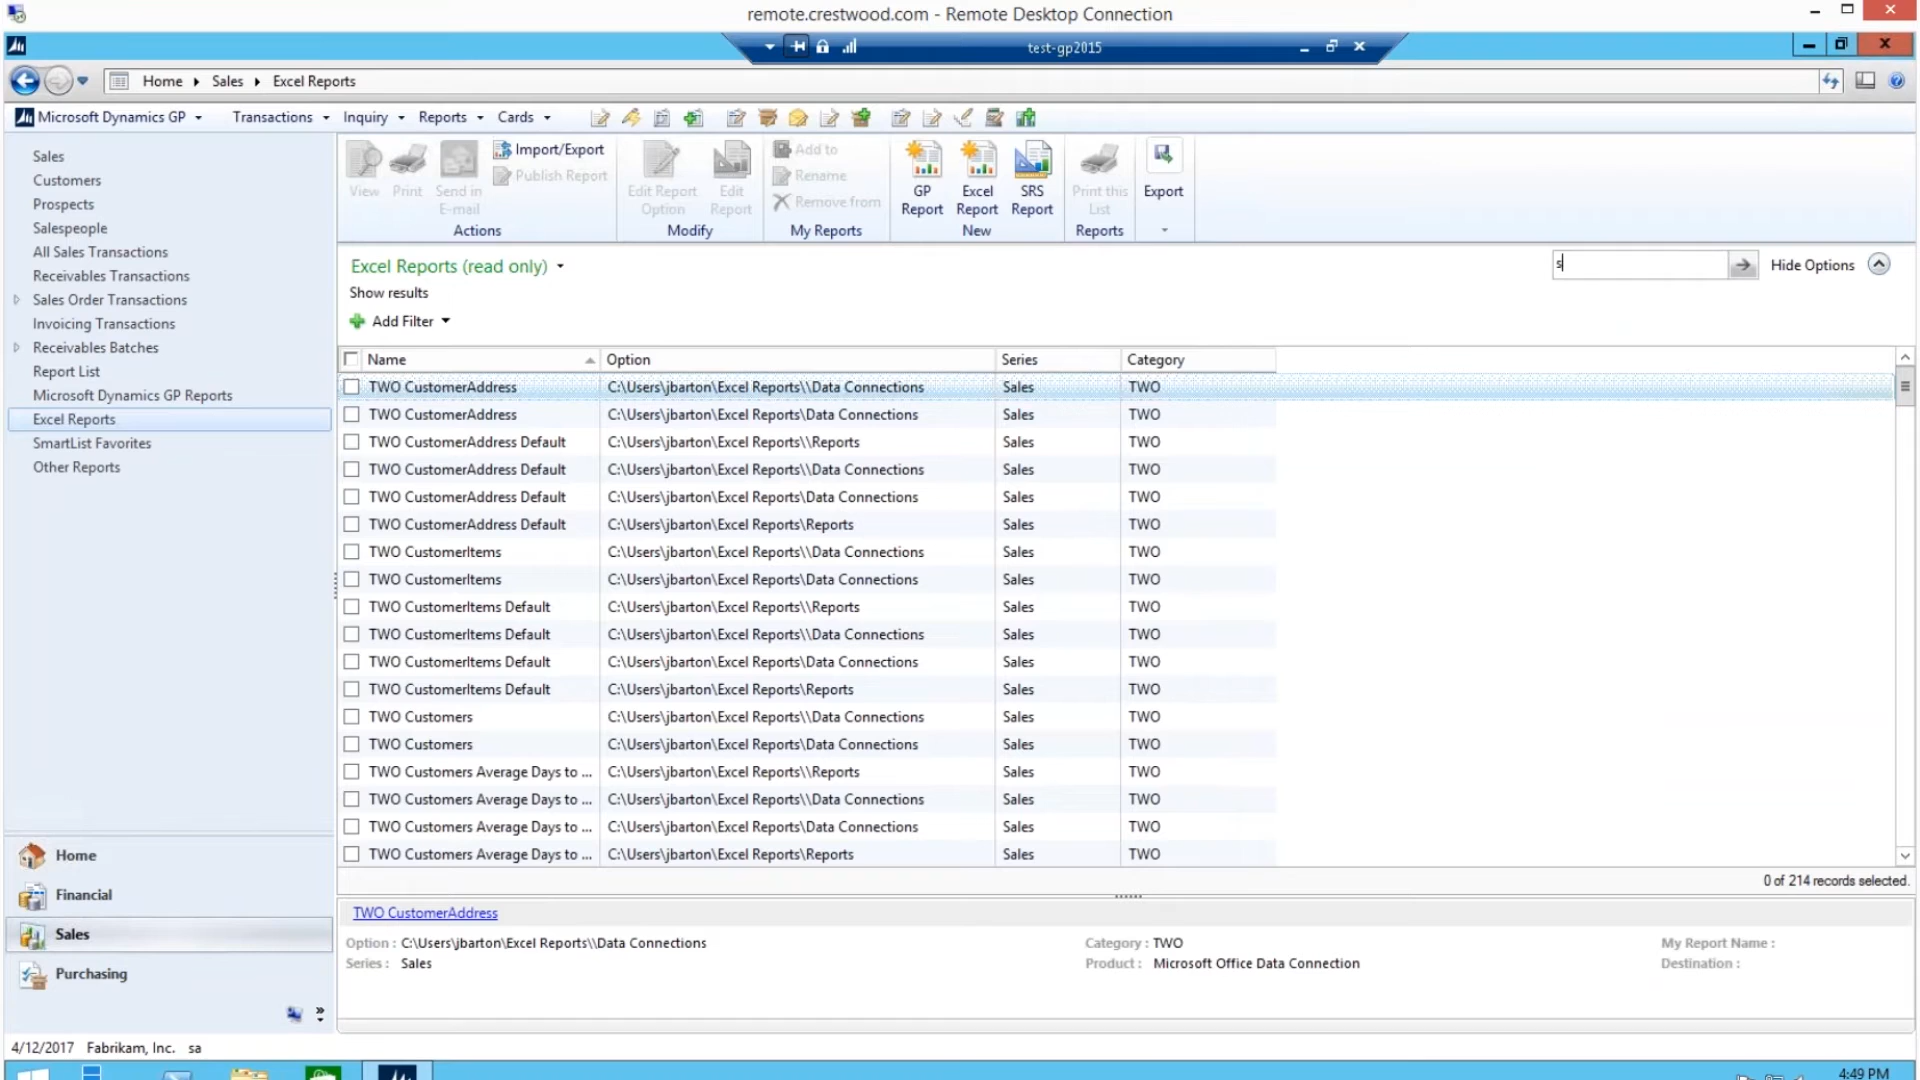 remote.crestwood.com - Remote Desktop Connection
test-gp2015
Home Sales Excel Reports
Microsoft Dynamics GP Transactions Inquiry Reports Cards
Sales
Customers
Prospects
Salespeople
All Sales Transactions
Receivables Transactions
Sales Order Transactions
Invoicing Transactions
Receivables Batches
Report List
Microsoft Dynamics GP Reports
Excel Reports
SmartList Favorites
Other Reports
Home
Financial
Sales
Purchasing
View Print Send in E-mail Import/Export Publish Report
Actions
Edit Report Option Edit Report
Modify
Add to
Rename
Remove from
My Reports
GP Report Excel Report SRS Report
New
Print this List
Reports
Export
Excel Reports (read only)
s
Hide Options
Show results
Add Filter
Name Option Series Category
TWO CustomerAddress C:\Users\jbarton\Excel Reports\\Data Connections Sales TWO
TWO CustomerAddress C:\Users\jbarton\Excel Reports\Data Connections Sales TWO
TWO CustomerAddress Default C:\Users\jbarton\Excel Reports\\Reports Sales TWO
TWO CustomerAddress Default C:\Users\jbarton\Excel Reports\\Data Connections Sales TWO
TWO CustomerAddress Default C:\Users\jbarton\Excel Reports\Data Connections Sales TWO
TWO CustomerAddress Default C:\Users\jbarton\Excel Reports\Reports Sales TWO
TWO CustomerItems C:\Users\jbarton\Excel Reports\\Data Connections Sales TWO
TWO CustomerItems C:\Users\jbarton\Excel Reports\Data Connections Sales TWO
TWO CustomerItems Default C:\Users\jbarton\Excel Reports\\Reports Sales TWO
TWO CustomerItems Default C:\Users\jbarton\Excel Reports\\Data Connections Sales TWO
TWO CustomerItems Default C:\Users\jbarton\Excel Reports\Data Connections Sales TWO
TWO CustomerItems Default C:\Users\jbarton\Excel Reports\Reports Sales TWO
TWO Customers C:\Users\jbarton\Excel Reports\\Data Connections Sales TWO
TWO Customers C:\Users\jbarton\Excel Reports\Data Connections Sales TWO
TWO Customers Average Days to ... C:\Users\jbarton\Excel Reports\\Reports Sales TWO
TWO Customers Average Days to ... C:\Users\jbarton\Excel Reports\\Data Connections Sales TWO
TWO Customers Average Days to ... C:\Users\jbarton\Excel Reports\Data Connections Sales TWO
TWO Customers Average Days to ... C:\Users\jbarton\Excel Reports\Reports Sales TWO
0 of 214 records selected.
TWO CustomerAddress
Option : C:\Users\jbarton\Excel Reports\\Data Connections Category : TWO My Report Name :
Series : Sales Product : Microsoft Office Data Connection Destination :
4/12/2017 Fabrikam, Inc. sa
4:49 PM